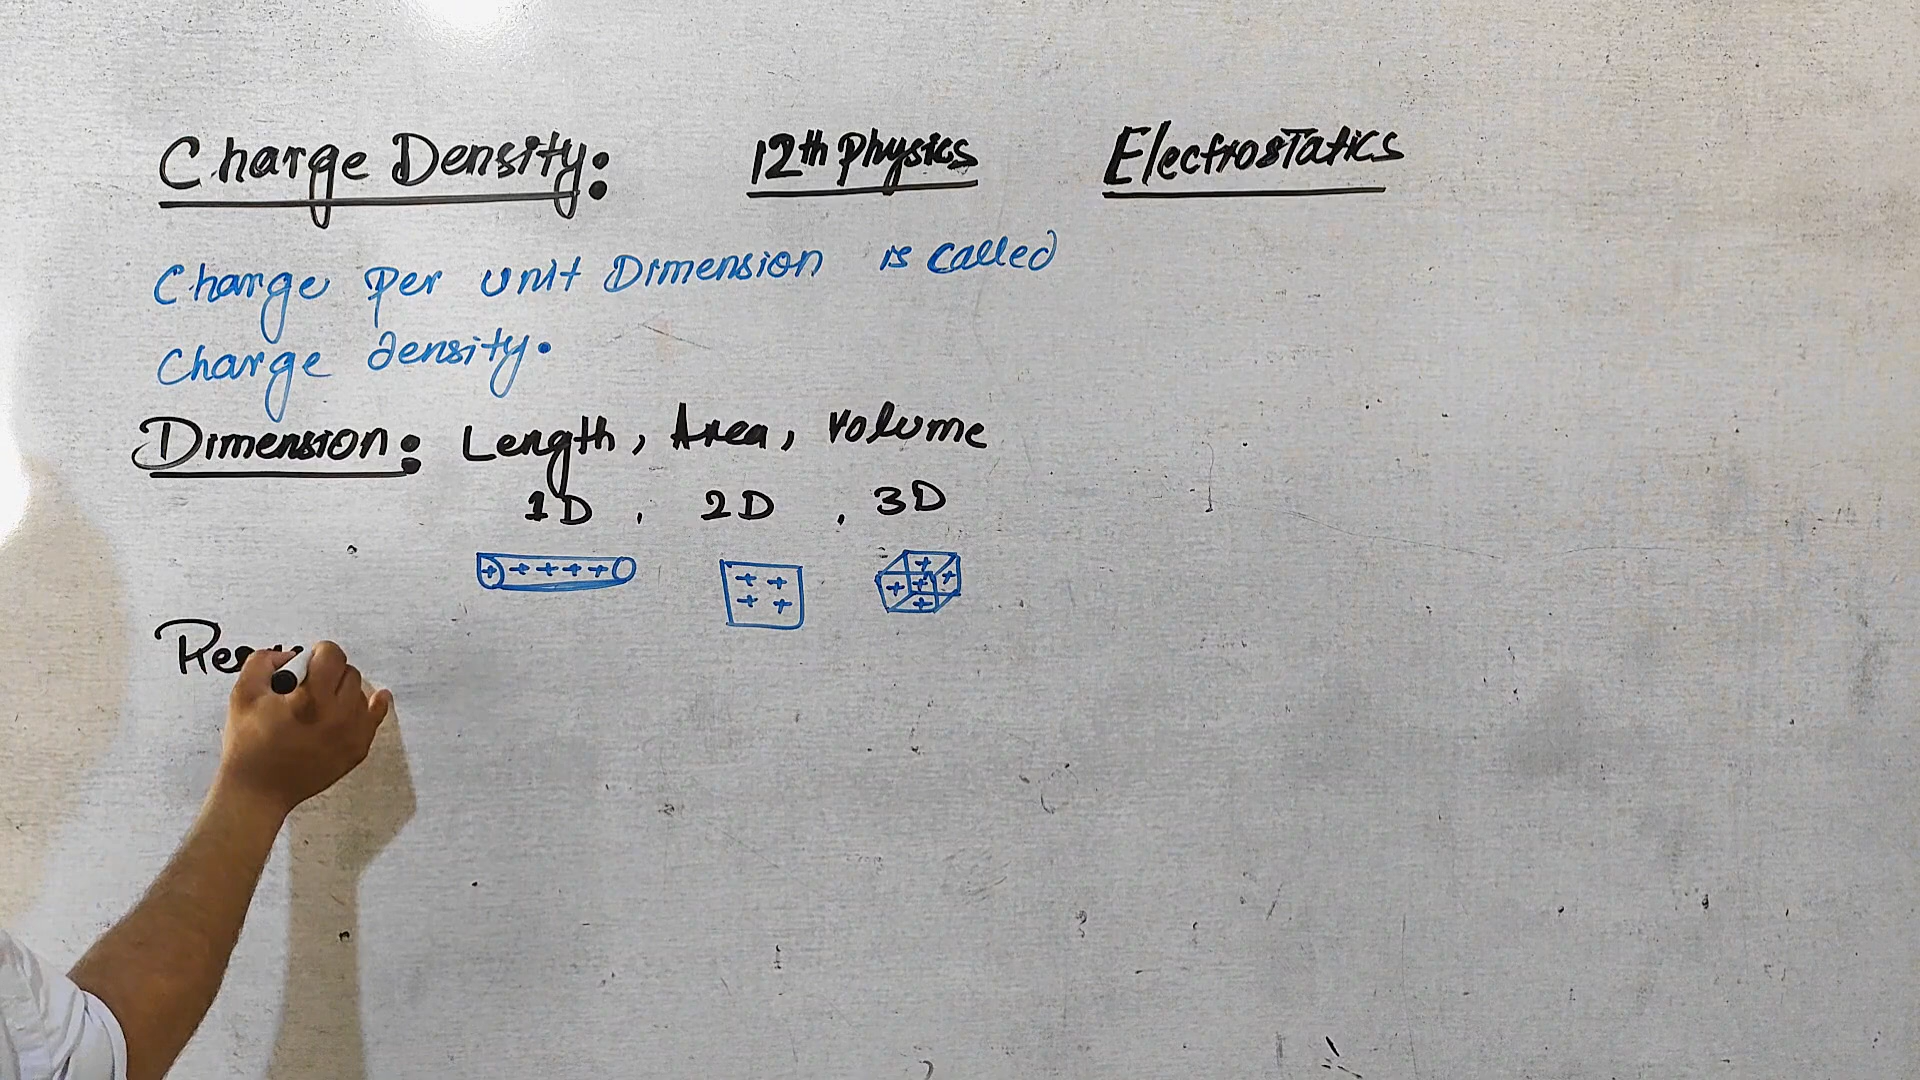 Charge Density: 12th Physics ElectrosTatics
Charge Per unit Dimension is called
Charge density.
Dimension: Length, Area, Volume
1D , 2D , 3D
+ + + + +
+ +
+ +
+ + + + +